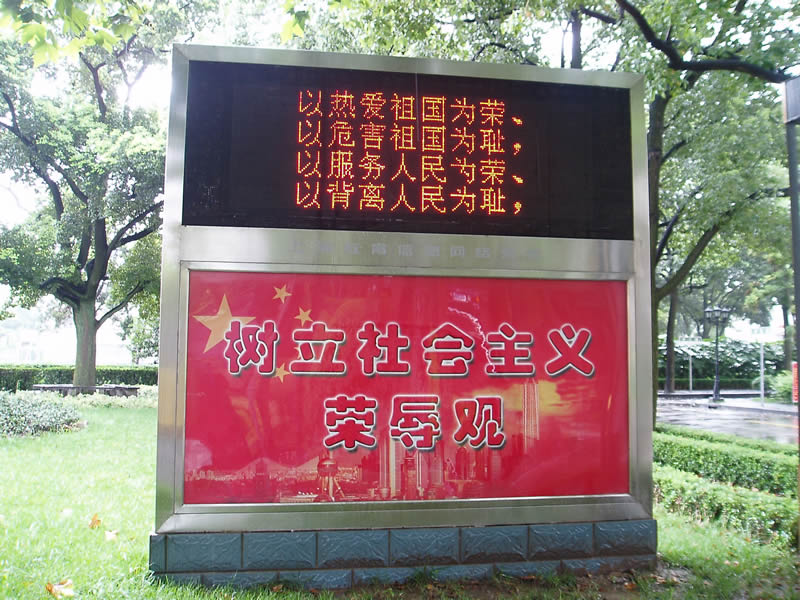 以热爱祖国为荣、
以危害祖国为耻，
以服务人民为荣、
以背离人民为耻，
树立社会主义
荣辱观